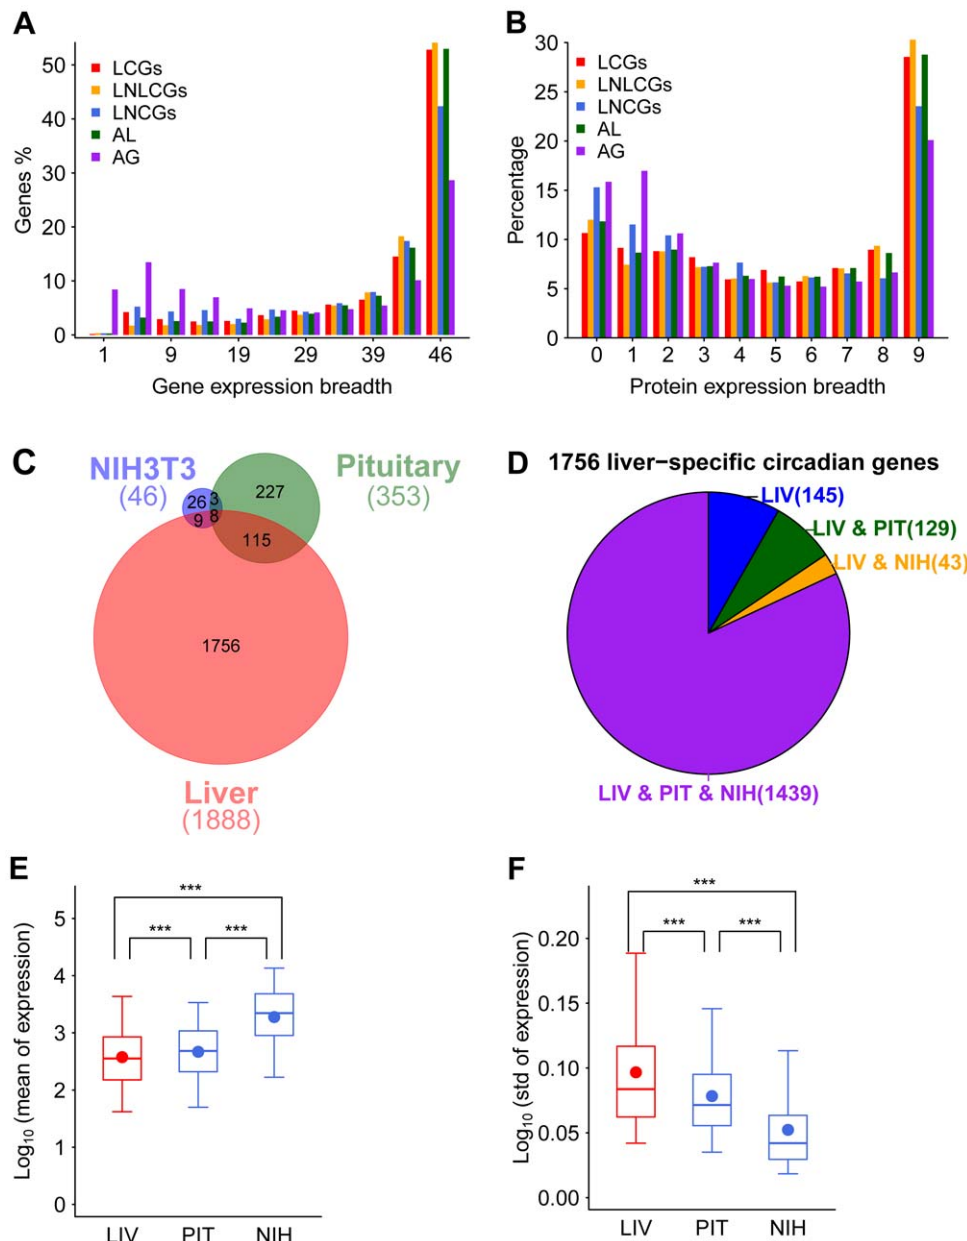 A
50
40
30
20
10
0
Genes %
LCGs
LNLCGs
LNCGs
AL
AG
1 9 19 29 39 46
Gene expression breadth
B
30
25
20
15
10
5
0
Percentage
LCGs
LNLCGs
LNCGs
AL
AG
0 1 2 3 4 5 6 7 8 9
Protein expression breadth
C
NIH3T3
(46)
Pituitary
(353)
26 3 227
9 8
115
1756
Liver
(1888)
D 1756 liver−specific circadian genes
LIV(145)
LIV & PIT(129)
LIV & NIH(43)
LIV & PIT & NIH(1439)
E
5
4
3
2
1
0
Log10 (mean of expression)
***
*** ***
LIV PIT NIH
F
0.20
0.15
0.10
0.05
0.00
Log10 (std of expression)
***
*** ***
LIV PIT NIH